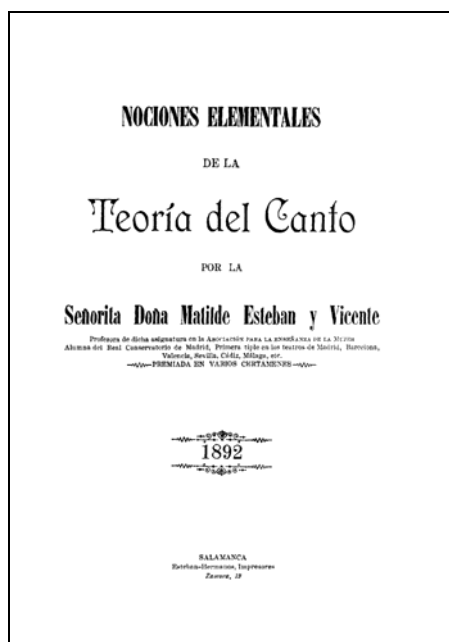 NOCIONES ELEMENTALES
DE LA
Teoría del Canto
POR LA
Señorita Doña Matilde Esteban y Vicente
Profesora de dicha asignatura en la ASOCIACIÓN PARA LA ENSEÑANZA DE LA MUJER
Alumna del Real Conservatorio de Madrid, Primera tiple en los teatros de Madrid, Barcelona,
Valencia, Sevilla, Cádiz, Málaga, etc.
PREMIADA EN VARIOS CERTAMENES
1892
SALAMANCA
Esteban-Hermanos, Impresores
Zamora, 19